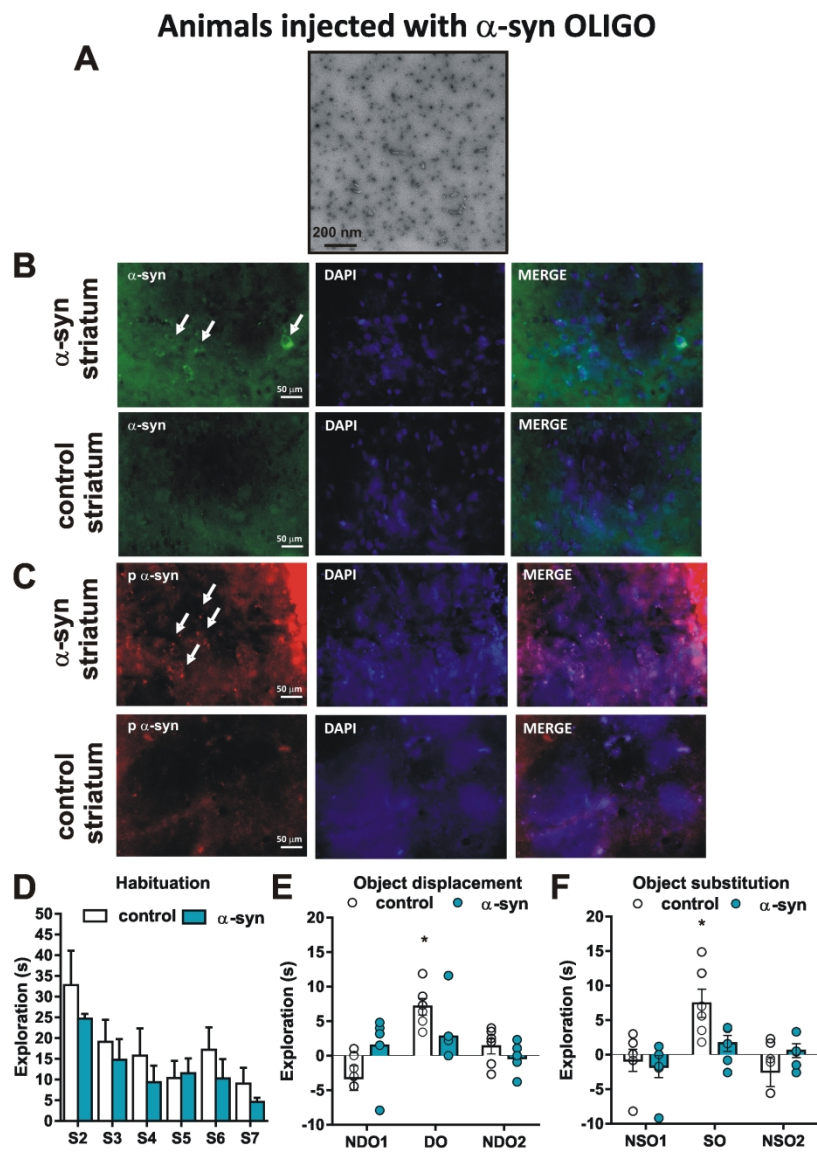 Animals injected with α-syn OLIGO
A
200 nm
B
α-syn striatum
α-syn
50 µm
DAPI
MERGE
control striatum
α-syn
50 µm
DAPI
MERGE
C
α-syn striatum
p α-syn
50 µm
DAPI
MERGE
control striatum
p α-syn
50 µm
DAPI
MERGE
D
Habituation
control
α-syn
Exploration (s)
50
45
40
35
30
25
20
15
10
5
0
S2 S3 S4 S5 S6 S7
E
Object displacement
control α-syn
Exploration (s)
20
15
10
5
0
-5
-10
*
NDO1 DO NDO2
F
Object substitution
control α-syn
Exploration (s)
20
15
10
5
0
-5
-10
*
NSO1 SO NSO2